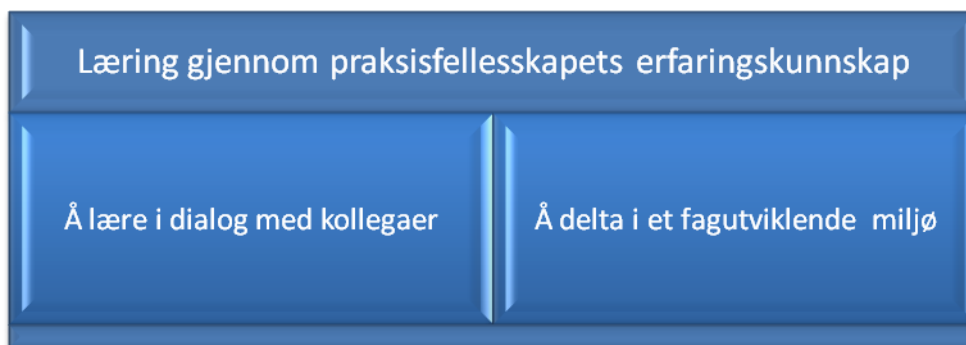 Læring gjennom praksisfellesskapets erfaringskunnskap
Å lære i dialog med kollegaer
Å delta i et fagutviklende miljø